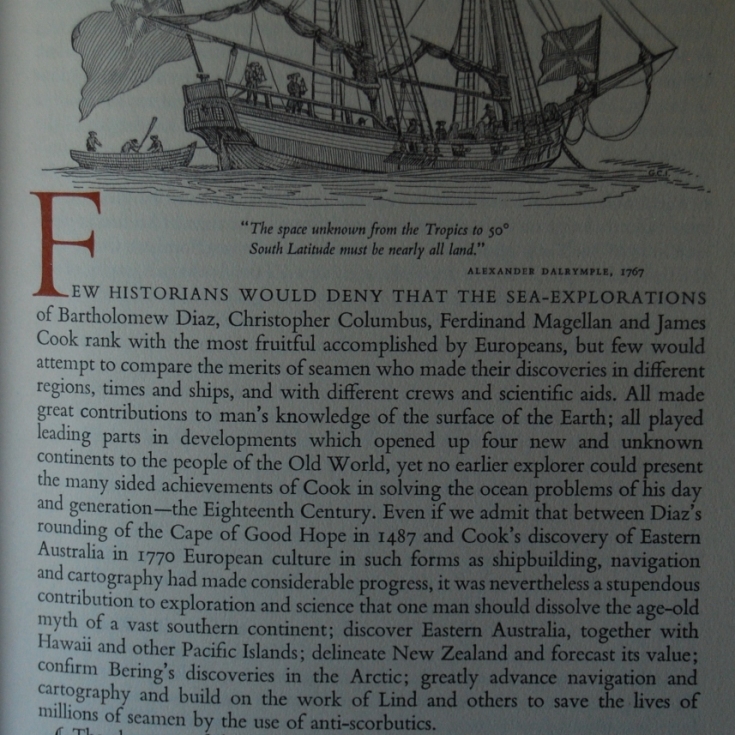 "The space unknown from the Tropics to 50°
South Latitude must be nearly all land."
ALEXANDER DALRYMPLE, 1767
FEW HISTORIANS WOULD DENY THAT THE SEA-EXPLORATIONS
of Bartholomew Diaz, Christopher Columbus, Ferdinand Magellan and James
Cook rank with the most fruitful accomplished by Europeans, but few would
attempt to compare the merits of seamen who made their discoveries in different
regions, times and ships, and with different crews and scientific aids. All made
great contributions to man's knowledge of the surface of the Earth; all played
leading parts in developments which opened up four new and unknown
continents to the people of the Old World, yet no earlier explorer could present
the many sided achievements of Cook in solving the ocean problems of his day
and generation—the Eighteenth Century. Even if we admit that between Diaz's
rounding of the Cape of Good Hope in 1487 and Cook's discovery of Eastern
Australia in 1770 European culture in such forms as shipbuilding, navigation
and cartography had made considerable progress, it was nevertheless a stupendous
contribution to exploration and science that one man should dissolve the age-old
myth of a vast southern continent; discover Eastern Australia, together with
Hawaii and other Pacific Islands; delineate New Zealand and forecast its value;
confirm Bering's discoveries in the Arctic; greatly advance navigation and
cartography and build on the work of Lind and others to save the lives of
millions of seamen by the use of anti-scorbutics.